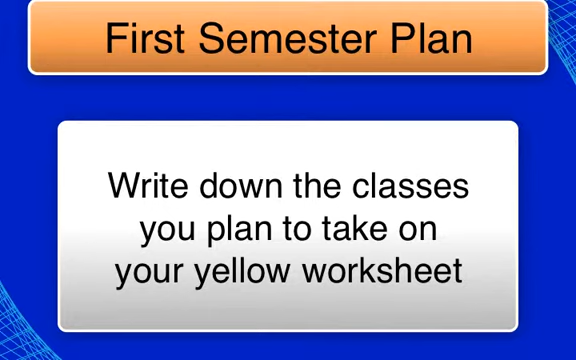 First Semester Plan
Write down the classes
you plan to take on
your yellow worksheet